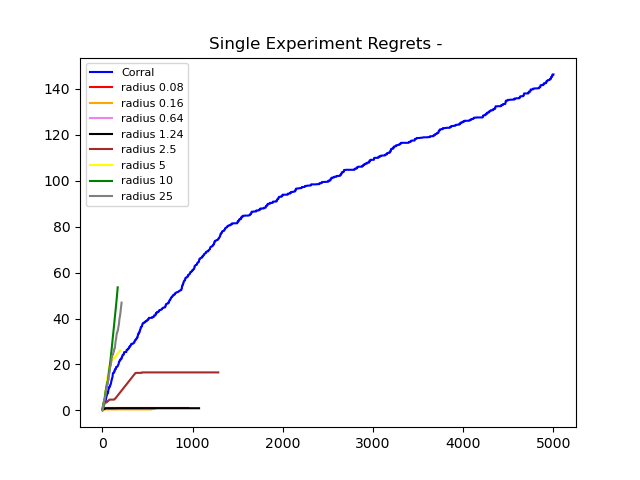 Single Experiment Regrets -
Corral
radius 0.08
radius 0.16
radius 0.64
radius 1.24
radius 2.5
radius 5
radius 10
radius 25
140
120
100
80
60
40
20
0
0 1000 2000 3000 4000 5000